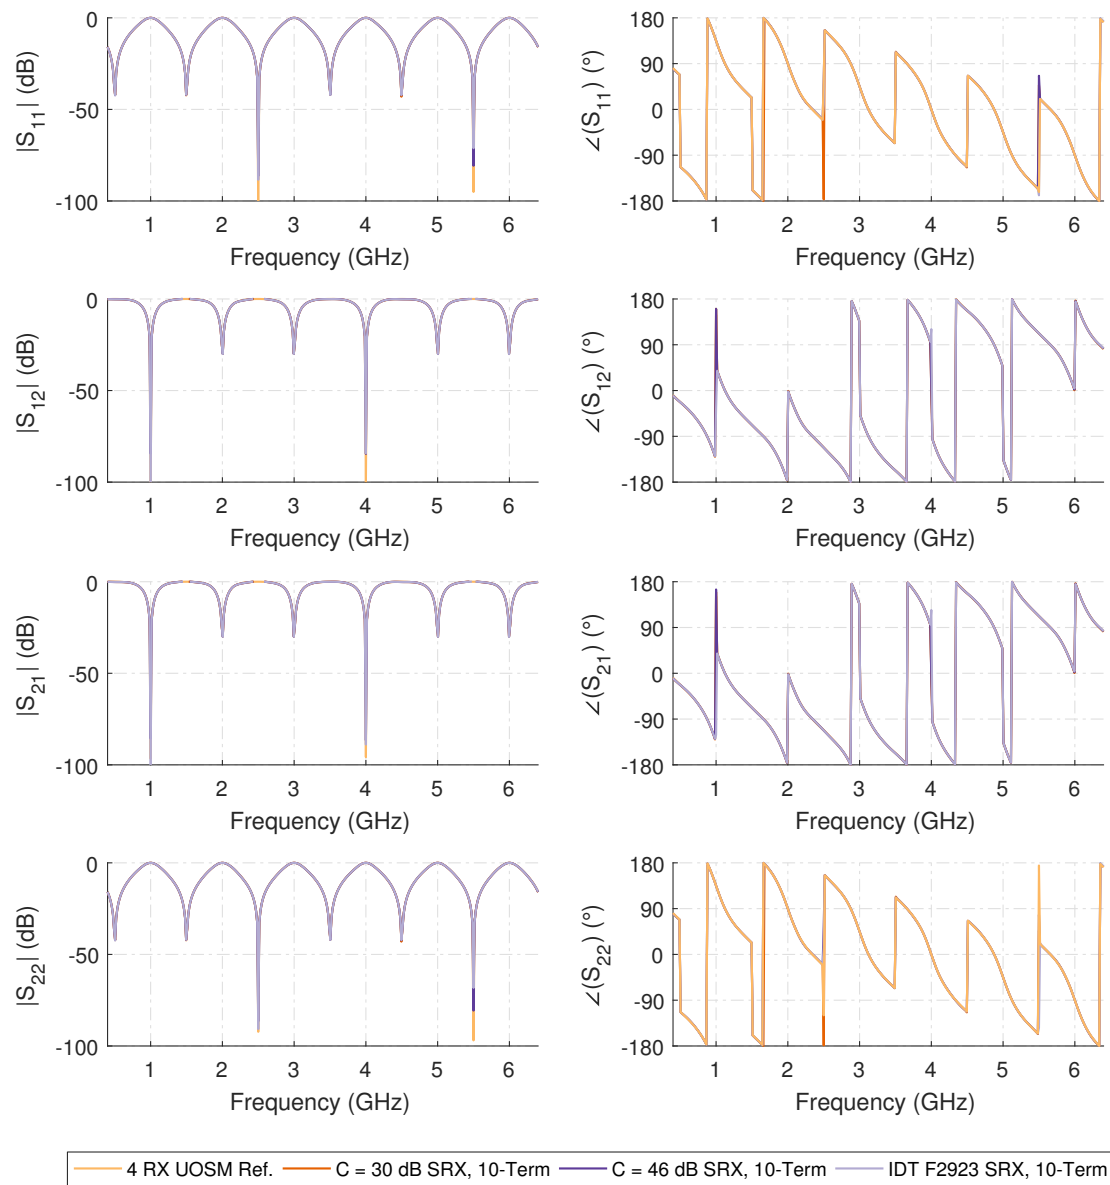 0
-50
-100
|S11| (dB)
1 2 3 4 5 6
Frequency (GHz)
180
90
0
-90
-180
∠(S11) (°)
1 2 3 4 5 6
Frequency (GHz)
0
-50
-100
|S12| (dB)
1 2 3 4 5 6
Frequency (GHz)
180
90
0
-90
-180
∠(S12) (°)
1 2 3 4 5 6
Frequency (GHz)
0
-50
-100
|S21| (dB)
1 2 3 4 5 6
Frequency (GHz)
180
90
0
-90
-180
∠(S21) (°)
1 2 3 4 5 6
Frequency (GHz)
0
-50
-100
|S22| (dB)
1 2 3 4 5 6
Frequency (GHz)
180
90
0
-90
-180
∠(S22) (°)
1 2 3 4 5 6
Frequency (GHz)
4 RX UOSM Ref. C = 30 dB SRX, 10-Term C = 46 dB SRX, 10-Term IDT F2923 SRX, 10-Term